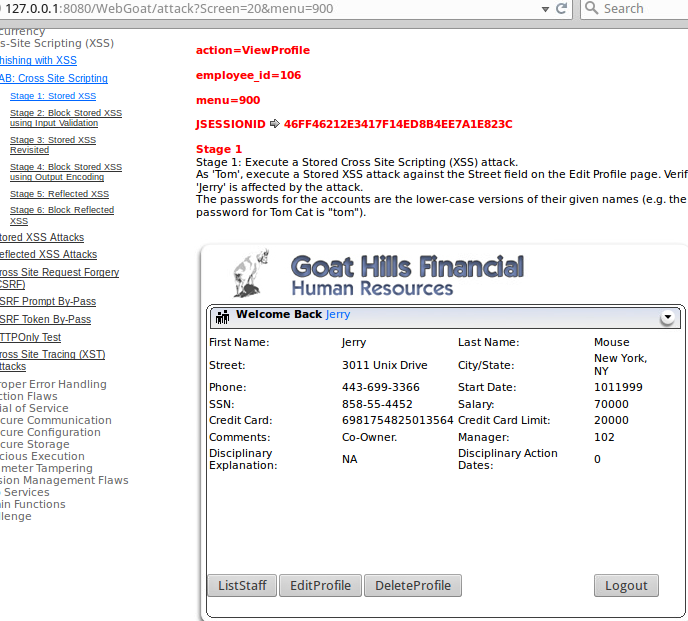 127.0.0.1:8080/WebGoat/attack?Screen=20&menu=900
Search
s-Site Scripting (XSS)
hishing with XSS
AB: Cross Site Scripting
Stage 1: Stored XSS
Stage 2: Block Stored XSS
using Input Validation
Stage 3: Stored XSS
Revisited
Stage 4: Block Stored XSS
using Output Encoding
Stage 5: Reflected XSS
Stage 6: Block Reflected
XSS
tored XSS Attacks
eflected XSS Attacks
ross Site Request Forgery
CSRF)
SRF Prompt By-Pass
SRF Token By-Pass
TTPOnly Test
ross Site Tracing (XST)
ttacks
roper Error Handling
ction Flaws
ial of Service
cure Communication
cure Configuration
cure Storage
cious Execution
meter Tampering
sion Management Flaws
Services
in Functions
llenge
action=ViewProfile
employee_id=106
menu=900
JSESSIONID ⇨ 46FF46212E3417F14ED8B4EE7A1E823C
Stage 1
Stage 1: Execute a Stored Cross Site Scripting (XSS) attack.
As 'Tom', execute a Stored XSS attack against the Street field on the Edit Profile page. Verif
'Jerry' is affected by the attack.
The passwords for the accounts are the lower-case versions of their given names (e.g. the
password for Tom Cat is "tom").
Goat Hills Financial
Human Resources
Welcome Back Jerry
First Name: Jerry Last Name: Mouse
Street: 3011 Unix Drive City/State: New York,
NY
Phone: 443-699-3366 Start Date: 1011999
SSN: 858-55-4452 Salary: 70000
Credit Card: 6981754825013564 Credit Card Limit: 20000
Comments: Co-Owner. Manager: 102
Disciplinary
Explanation: NA Disciplinary Action
Dates: 0
ListStaff EditProfile DeleteProfile Logout